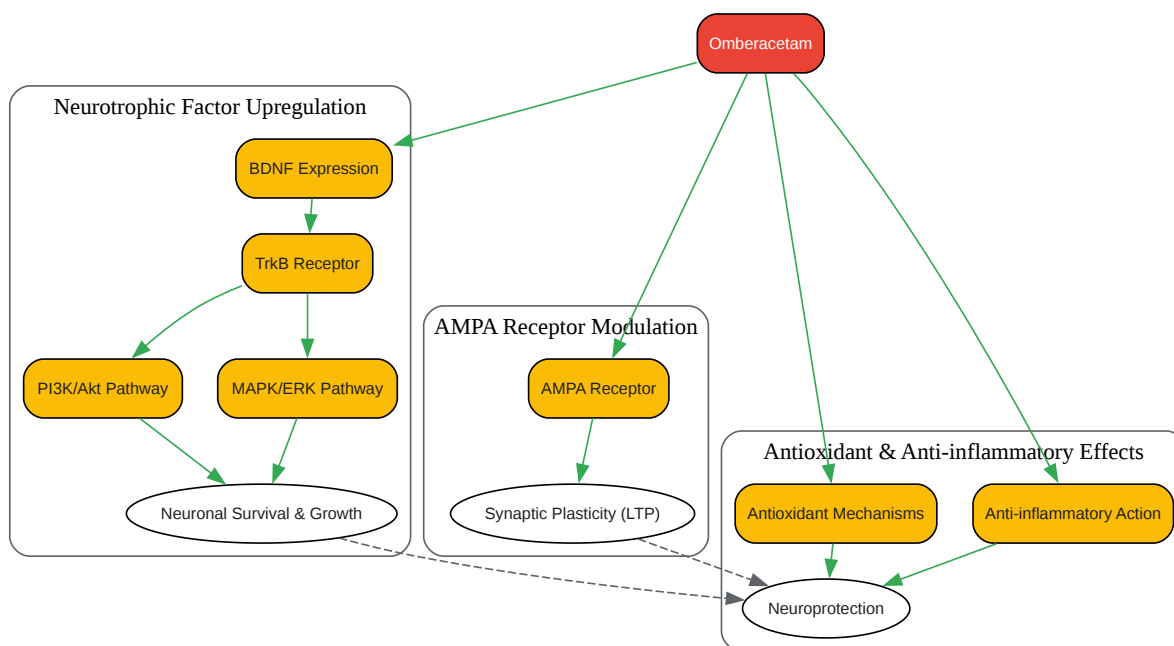 Omberacetam
Neurotrophic Factor Upregulation
BDNF Expression
TrkB Receptor
PI3K/Akt Pathway
MAPK/ERK Pathway
Neuronal Survival & Growth
AMPA Receptor Modulation
AMPA Receptor
Synaptic Plasticity (LTP)
Antioxidant & Anti-inflammatory Effects
Antioxidant Mechanisms
Anti-inflammatory Action
Neuroprotection